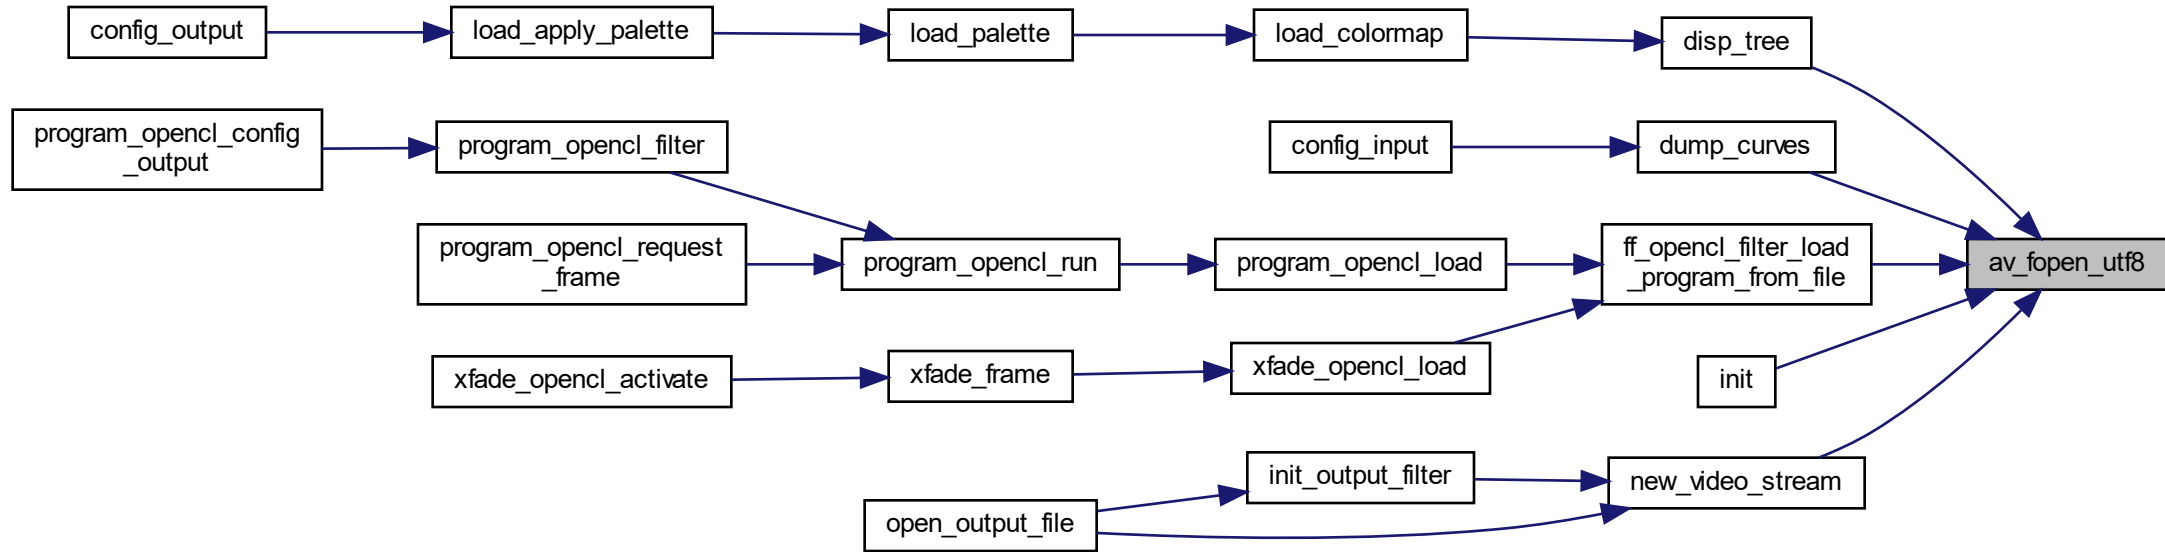 config_output
load_apply_palette
load_palette
load_colormap
disp_tree
program_opencl_config
_output
program_opencl_filter
config_input
dump_curves
program_opencl_request
_frame
program_opencl_run
program_opencl_load
ff_opencl_filter_load
_program_from_file
av_fopen_utf8
xfade_opencl_activate
xfade_frame
xfade_opencl_load
init
open_output_file
init_output_filter
new_video_stream